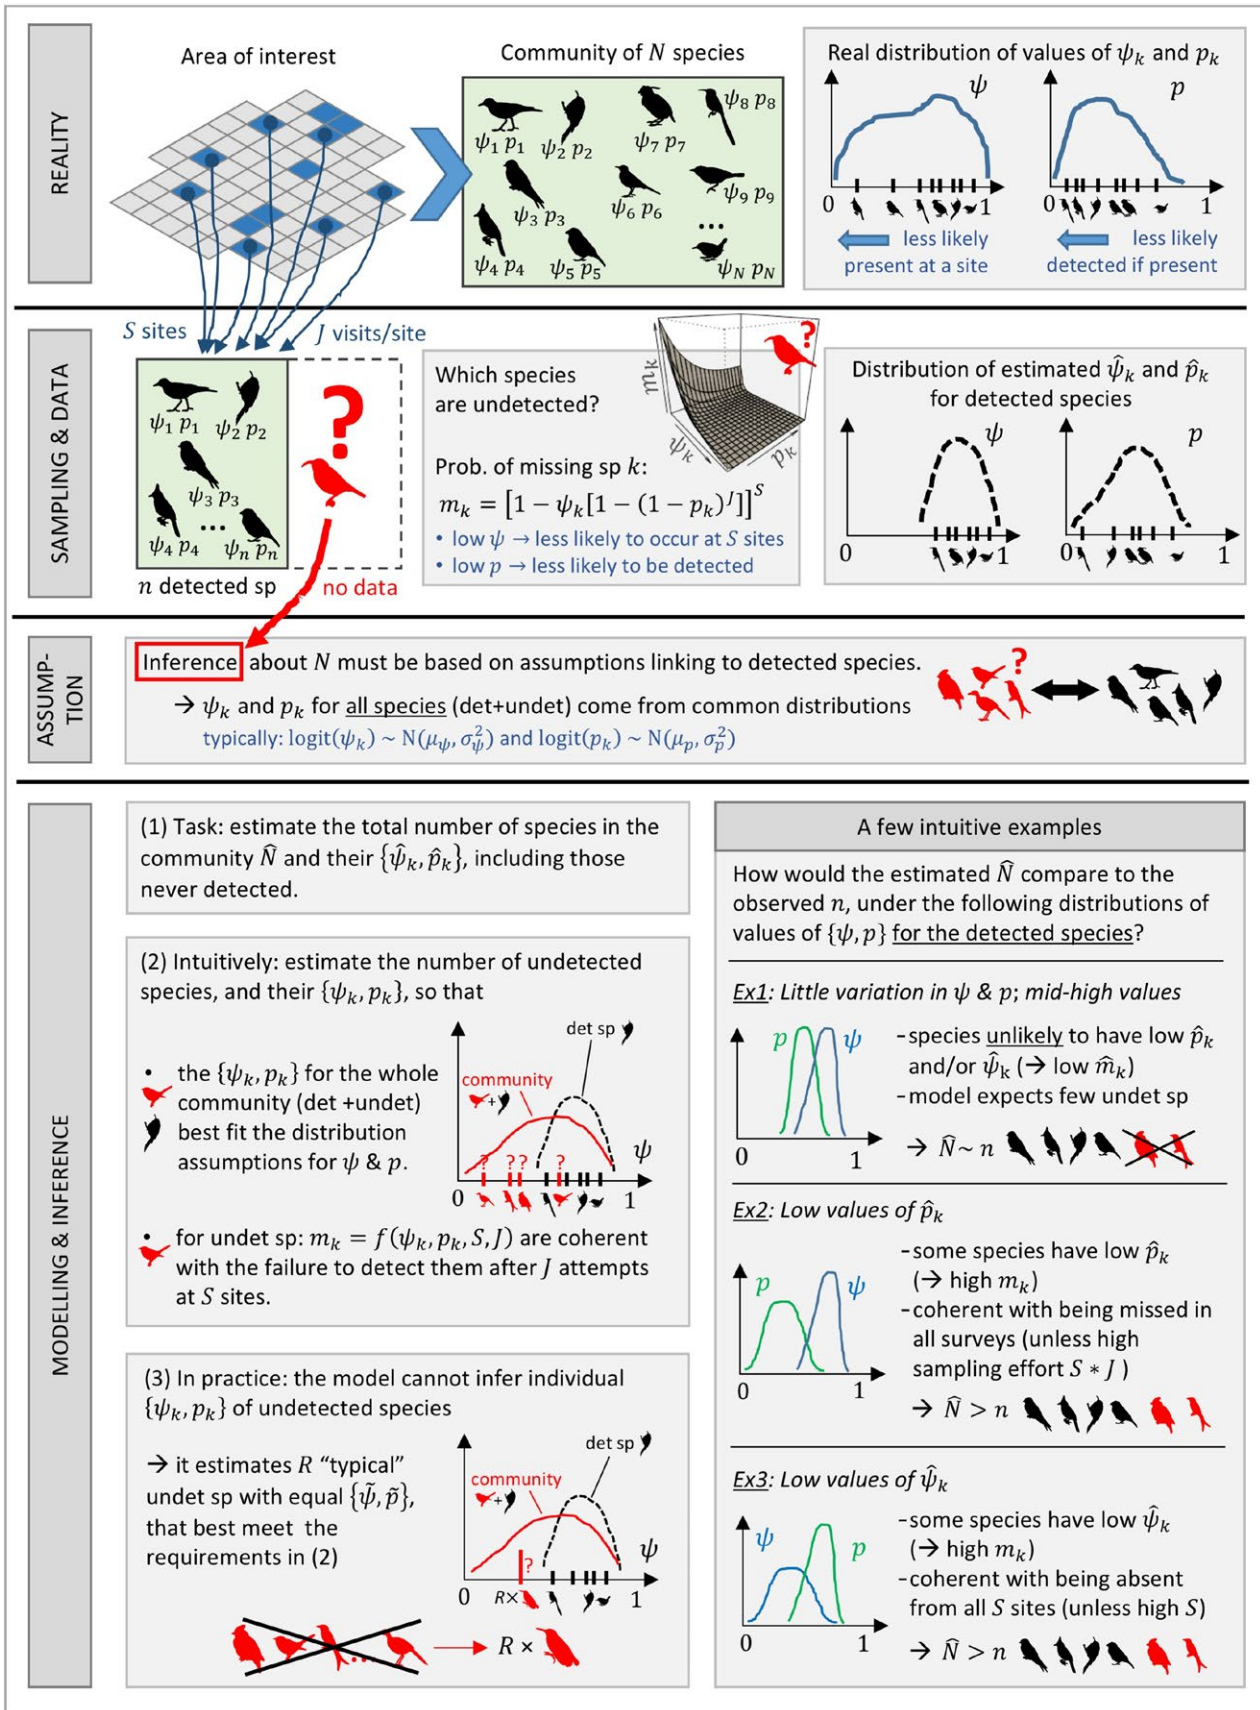 REALITY
Area of interest
Community of N species
ψ₁ p₁
ψ₂ p₂
ψ₇ p₇
ψ₈ p₈
ψ₃ p₃
ψ₆ p₆
ψ₉ p₉
ψ₄ p₄
ψ₅ p₅
...
ψ_N p_N
Real distribution of values of ψₖ and pₖ
ψ
p
0 1
0 1
less likely
present at a site
less likely
detected if present
SAMPLING & DATA
S sites
J visits/site
ψ₁ p₁
ψ₂ p₂
ψ₃ p₃
ψ₄ p₄
...
ψₙ pₙ
?
n detected sp
no data
Which species
are undetected?
mₖ
ψₖ
pₖ
?
Prob. of missing sp k:
mₖ = [1 − ψₖ[1 − (1 − pₖ)ᴶ]]ˢ
• low ψ → less likely to occur at S sites
• low p → less likely to be detected
Distribution of estimated ψ̂ₖ and p̂ₖ
for detected species
ψ
p
0 1
0 1
ASSUMP-
TION
Inference about N must be based on assumptions linking to detected species.
→ ψₖ and pₖ for all species (det+undet) come from common distributions
typically: logit(ψₖ) ~ N(μ_ψ, σ²_ψ) and logit(pₖ) ~ N(μ_p, σ²_p)
?
MODELLING & INFERENCE
(1) Task: estimate the total number of species in the
community N̂ and their {ψ̂ₖ, p̂ₖ}, including those
never detected.
(2) Intuitively: estimate the number of undetected
species, and their {ψₖ, pₖ}, so that
• the {ψₖ, pₖ} for the whole
community (det +undet)
best fit the distribution
assumptions for ψ & p.
det sp
community
+
? ? ? ?
ψ
0 1
• for undet sp: mₖ = f(ψₖ, pₖ, S, J) are coherent
with the failure to detect them after J attempts
at S sites.
(3) In practice: the model cannot infer individual
{ψₖ, pₖ} of undetected species
→ it estimates R “typical”
undet sp with equal {ψ̃, p̃},
that best meet the
requirements in (2)
det sp
community
+
?
ψ
0 R× 1
... → R ×
A few intuitive examples
How would the estimated N̂ compare to the
observed n, under the following distributions of
values of {ψ, p} for the detected species?
Ex1: Little variation in ψ & p; mid-high values
p ψ
0 1
-species unlikely to have low p̂ₖ
and/or ψ̂ₖ (→ low m̂ₖ)
-model expects few undet sp
→ N̂~ n
Ex2: Low values of p̂ₖ
p ψ
0 1
-some species have low p̂ₖ
(→ high mₖ)
-coherent with being missed in
all surveys (unless high
sampling effort S * J )
→ N̂ > n
Ex3: Low values of ψ̂ₖ
ψ p
0 1
-some species have low ψ̂ₖ
(→ high mₖ)
-coherent with being absent
from all S sites (unless high S)
→ N̂ > n